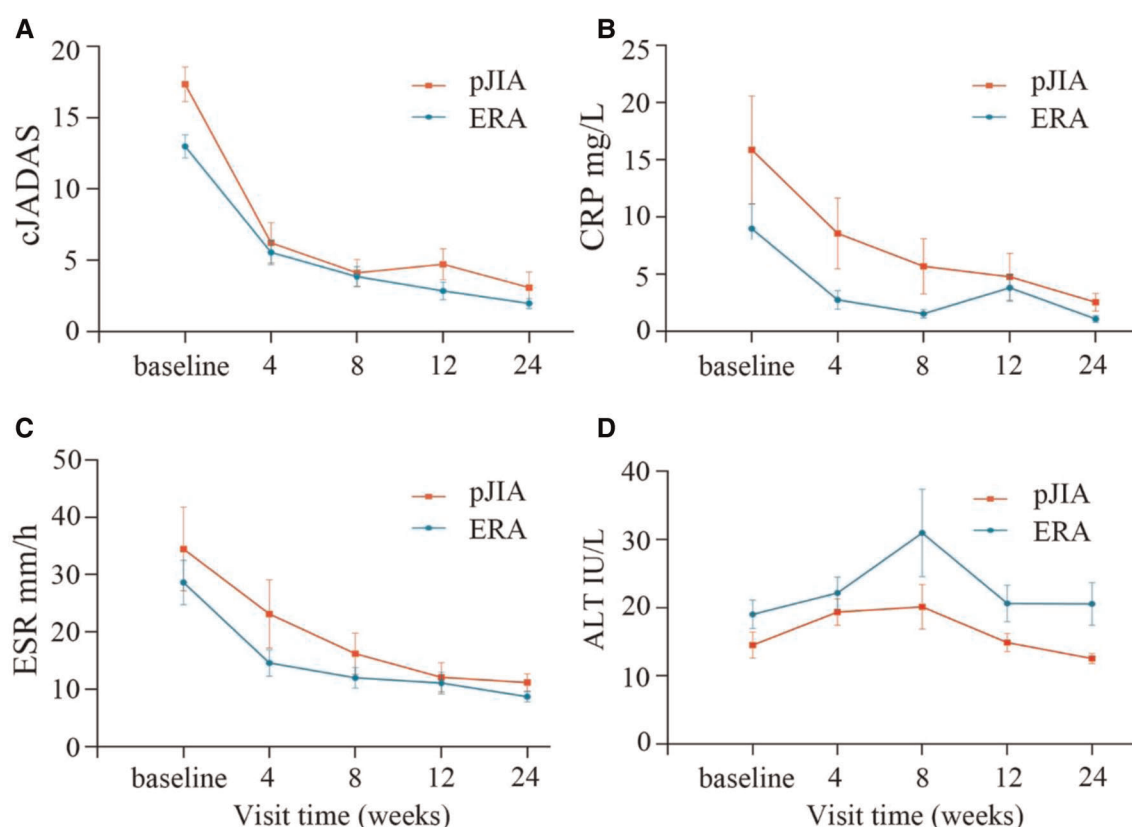 A
cJADAS
20
15
10
5
0
pJIA
ERA
baseline 4 8 12 24
B
CRP mg/L
25
20
15
10
5
0
pJIA
ERA
baseline 4 8 12 24
C
ESR mm/h
50
40
30
20
10
0
pJIA
ERA
baseline 4 8 12 24
Visit time (weeks)
D
ALT IU/L
40
30
20
10
0
pJIA
ERA
baseline 4 8 12 24
Visit time (weeks)